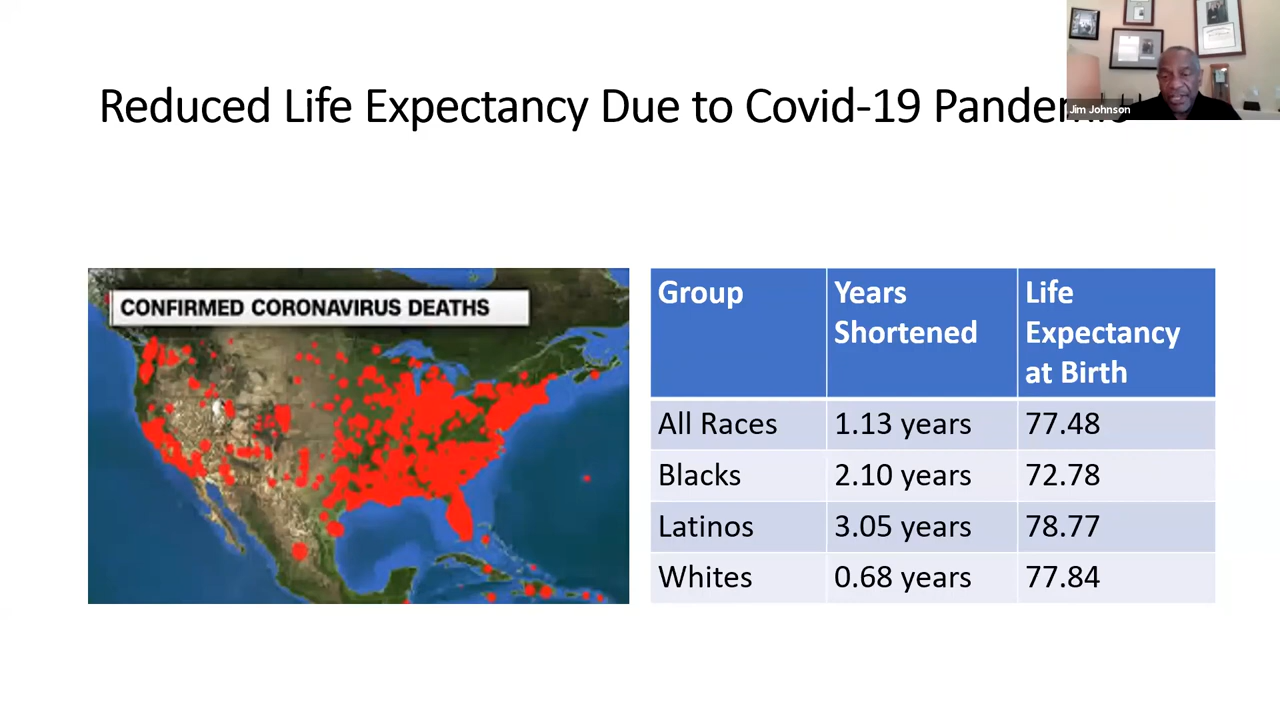 Reduced Life Expectancy Due to Covid-19 Pandemic
Jim Johnson
CONFIRMED CORONAVIRUS DEATHS
Group Years Shortened Life Expectancy at Birth
All Races 1.13 years 77.48
Blacks 2.10 years 72.78
Latinos 3.05 years 78.77
Whites 0.68 years 77.84